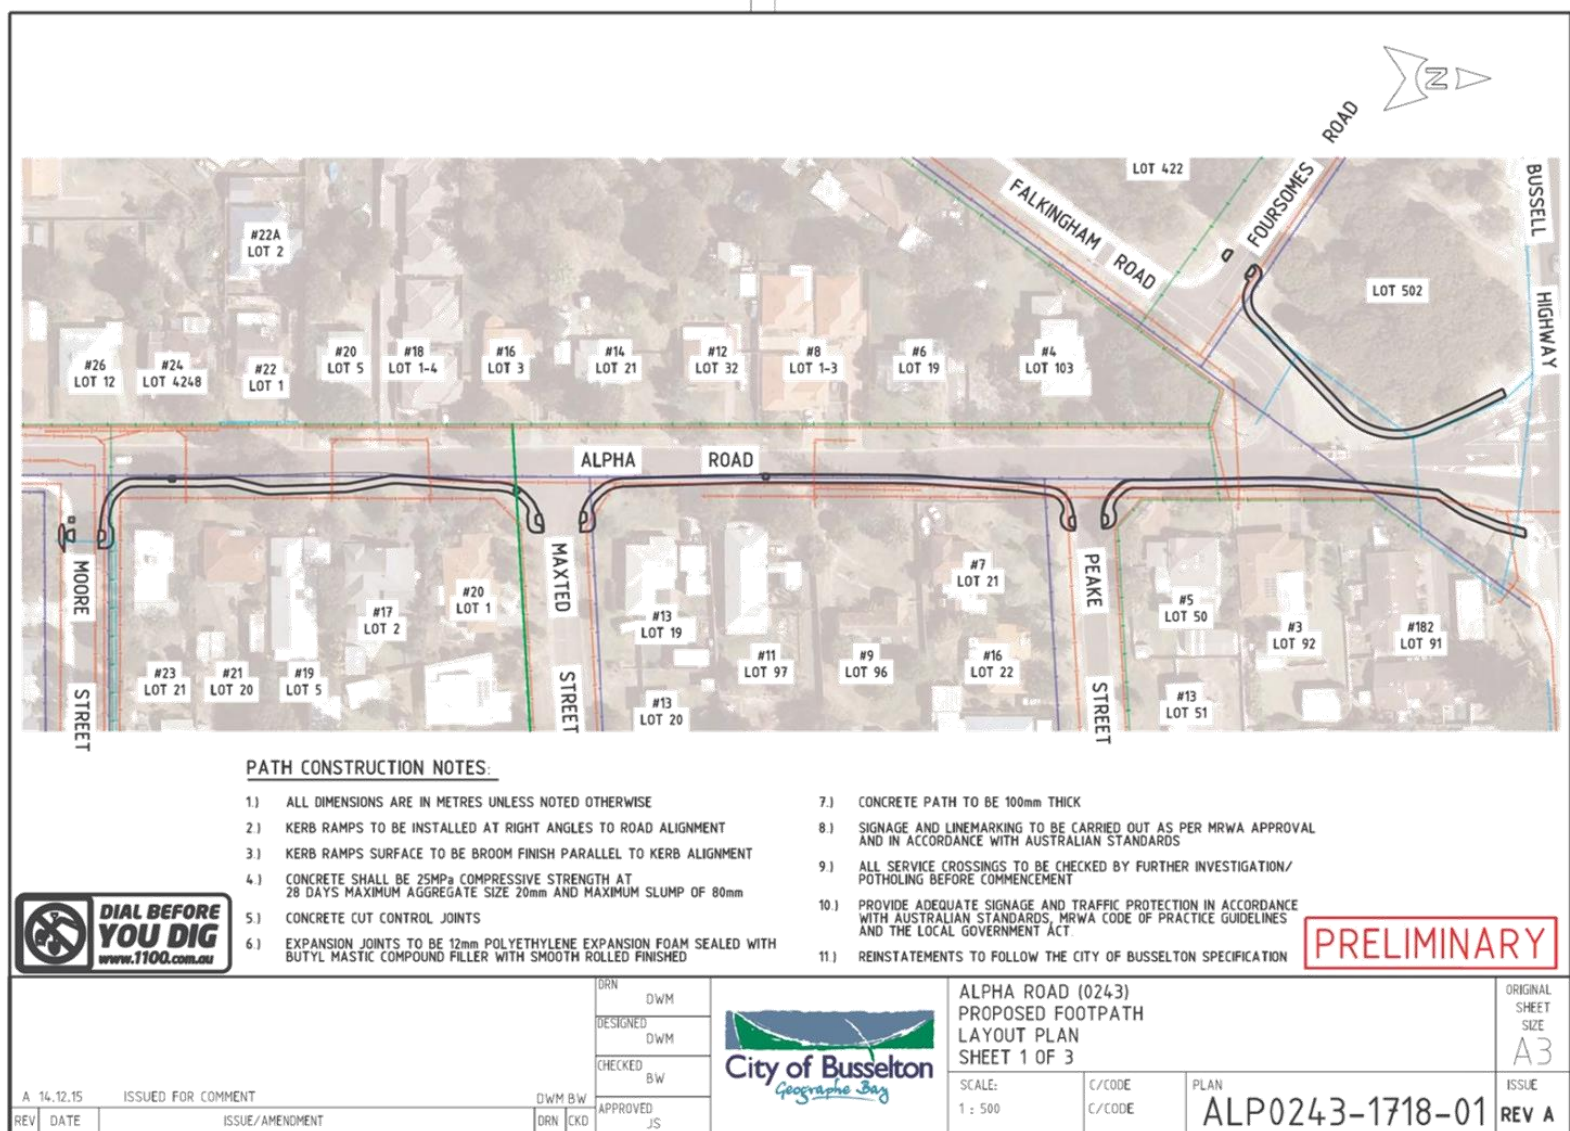 N
ROAD
FOURSOMES
LOT 422
FALKINGHAM
ROAD
BUSSELL
HIGHWAY
LOT 502
#22A
LOT 2
#26
LOT 12
#24
LOT 4248
#22
LOT 1
#20
LOT 5
#18
LOT 1-4
#16
LOT 3
#14
LOT 21
#12
LOT 32
#8
LOT 1-3
#6
LOT 19
#4
LOT 103
ALPHA ROAD
MOORE
STREET
MAXTED
STREET
PEAKE
STREET
#23
LOT 21
#21
LOT 20
#19
LOT 5
#17
LOT 2
#20
LOT 1
#13
LOT 19
#13
LOT 20
#11
LOT 97
#9
LOT 96
#7
LOT 21
#16
LOT 22
#5
LOT 50
#13
LOT 51
#3
LOT 92
#182
LOT 91
PATH CONSTRUCTION NOTES:
1.) ALL DIMENSIONS ARE IN METRES UNLESS NOTED OTHERWISE
2.) KERB RAMPS TO BE INSTALLED AT RIGHT ANGLES TO ROAD ALIGNMENT
3.) KERB RAMPS SURFACE TO BE BROOM FINISH PARALLEL TO KERB ALIGNMENT
4.) CONCRETE SHALL BE 25MPa COMPRESSIVE STRENGTH AT
28 DAYS MAXIMUM AGGREGATE SIZE 20mm AND MAXIMUM SLUMP OF 80mm
5.) CONCRETE CUT CONTROL JOINTS
6.) EXPANSION JOINTS TO BE 12mm POLYETHYLENE EXPANSION FOAM SEALED WITH
BUTYL MASTIC COMPOUND FILLER WITH SMOOTH ROLLED FINISHED
7.) CONCRETE PATH TO BE 100mm THICK
8.) SIGNAGE AND LINEMARKING TO BE CARRIED OUT AS PER MRWA APPROVAL
AND IN ACCORDANCE WITH AUSTRALIAN STANDARDS
9.) ALL SERVICE CROSSINGS TO BE CHECKED BY FURTHER INVESTIGATION/
POTHOLING BEFORE COMMENCEMENT
10.) PROVIDE ADEQUATE SIGNAGE AND TRAFFIC PROTECTION IN ACCORDANCE
WITH AUSTRALIAN STANDARDS, MRWA CODE OF PRACTICE GUIDELINES
AND THE LOCAL GOVERNMENT ACT.
11.) REINSTATEMENTS TO FOLLOW THE CITY OF BUSSELTON SPECIFICATION
DIAL BEFORE
YOU DIG
www.1100.com.au
PRELIMINARY
A 14.12.15 ISSUED FOR COMMENT DWM BW
REV DATE ISSUE/AMENDMENT DRN CKD
DRN
DWM
DESIGNED
DWM
CHECKED
BW
APPROVED
JS
City of Busselton
Geographe Bay
ALPHA ROAD (0243)
PROPOSED FOOTPATH
LAYOUT PLAN
SHEET 1 OF 3
SCALE:
1 : 500
C/CODE
C/CODE
PLAN
ALP0243-1718-01
ORIGINAL
SHEET
SIZE
A3
ISSUE
REV A